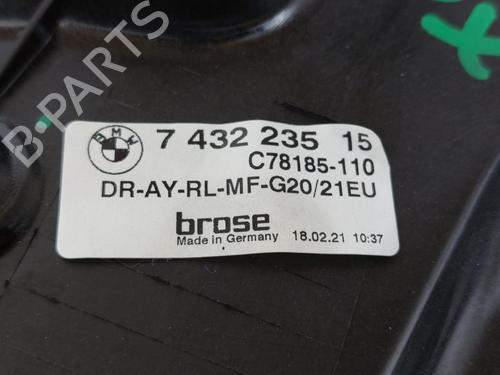 BMW
7 432 235 15
C78185-110
DR-AY-RL-MF-G20/21EU
brose
Made in Germany 18.02.21 10:37
B-PARTS